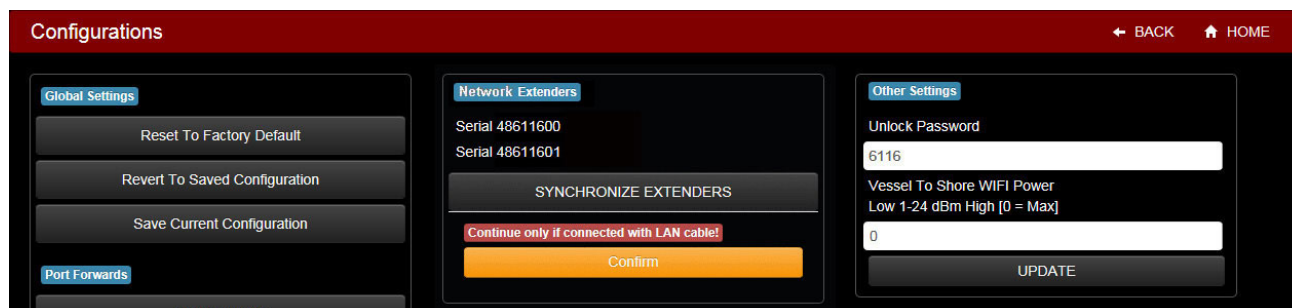 Configurations
BACK
HOME
Global Settings
Reset To Factory Default
Revert To Saved Configuration
Save Current Configuration
Port Forwards
Network Extenders
Serial 48611600
Serial 48611601
SYNCHRONIZE EXTENDERS
Continue only if connected with LAN cable!
Confirm
Other Settings
Unlock Password
6116
Vessel To Shore WIFI Power
Low 1-24 dBm High [0 = Max]
0
UPDATE